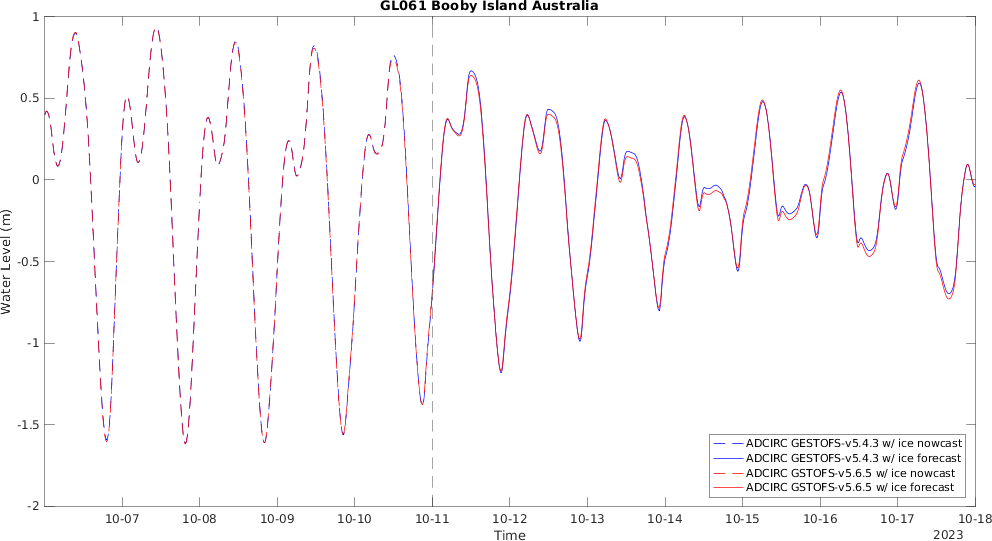 GL061 Booby Island Australia
1
0.5
0
-0.5
-1
-1.5
-2
Water Level (m)
10-07 10-08 10-09 10-10 10-11 10-12 10-13 10-14 10-15 10-16 10-17 10-18
Time
2023
ADCIRC GESTOFS-v5.4.3 w/ ice nowcast
ADCIRC GESTOFS-v5.4.3 w/ ice forecast
ADCIRC GSTOFS-v5.6.5 w/ ice nowcast
ADCIRC GSTOFS-v5.6.5 w/ ice forecast